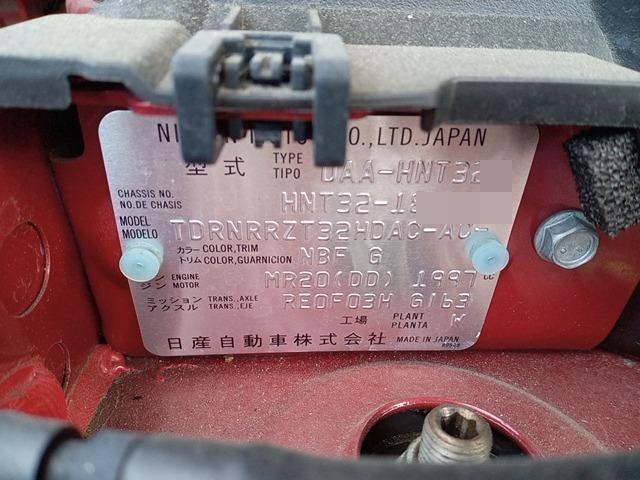 CO.,LTD.JAPAN
型式 TYPE TIPO DAA-HNT32
CHASSIS NO. NO.DE CHASIS HNT32-18
MODEL MODELO TDRNRRZT32HDAC-AC-
カラー COLOR,TRIM トリム COLOR,GUARNICION NBF G
ENGINE ジン MOTOR MR20(DD) 1997 cc
ミッション TRANS.,AXLE アクスル TRANS.,EJE RE0F03H G163
工場 PLANT PLANTA W
日産自動車株式会社 MADE IN JAPAN